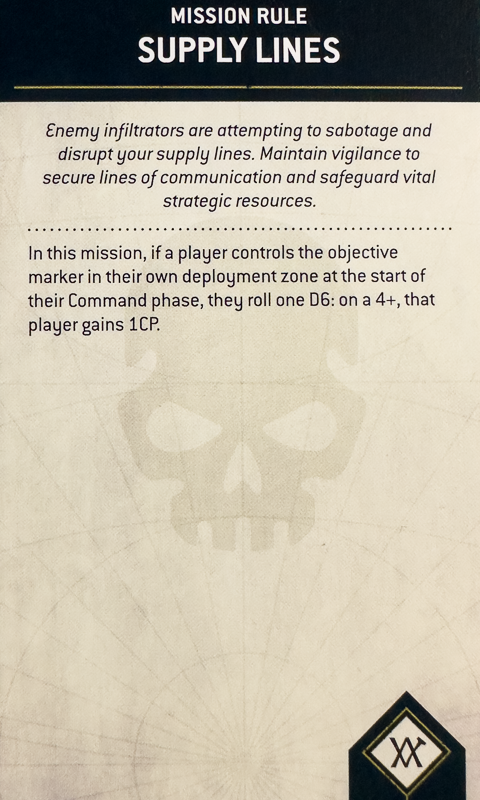 MISSION RULE
SUPPLY LINES
Enemy infiltrators are attempting to sabotage and
disrupt your supply lines. Maintain vigilance to
secure lines of communication and safeguard vital
strategic resources.
In this mission, if a player controls the objective
marker in their own deployment zone at the start of
their Command phase, they roll one D6: on a 4+, that
player gains 1CP.